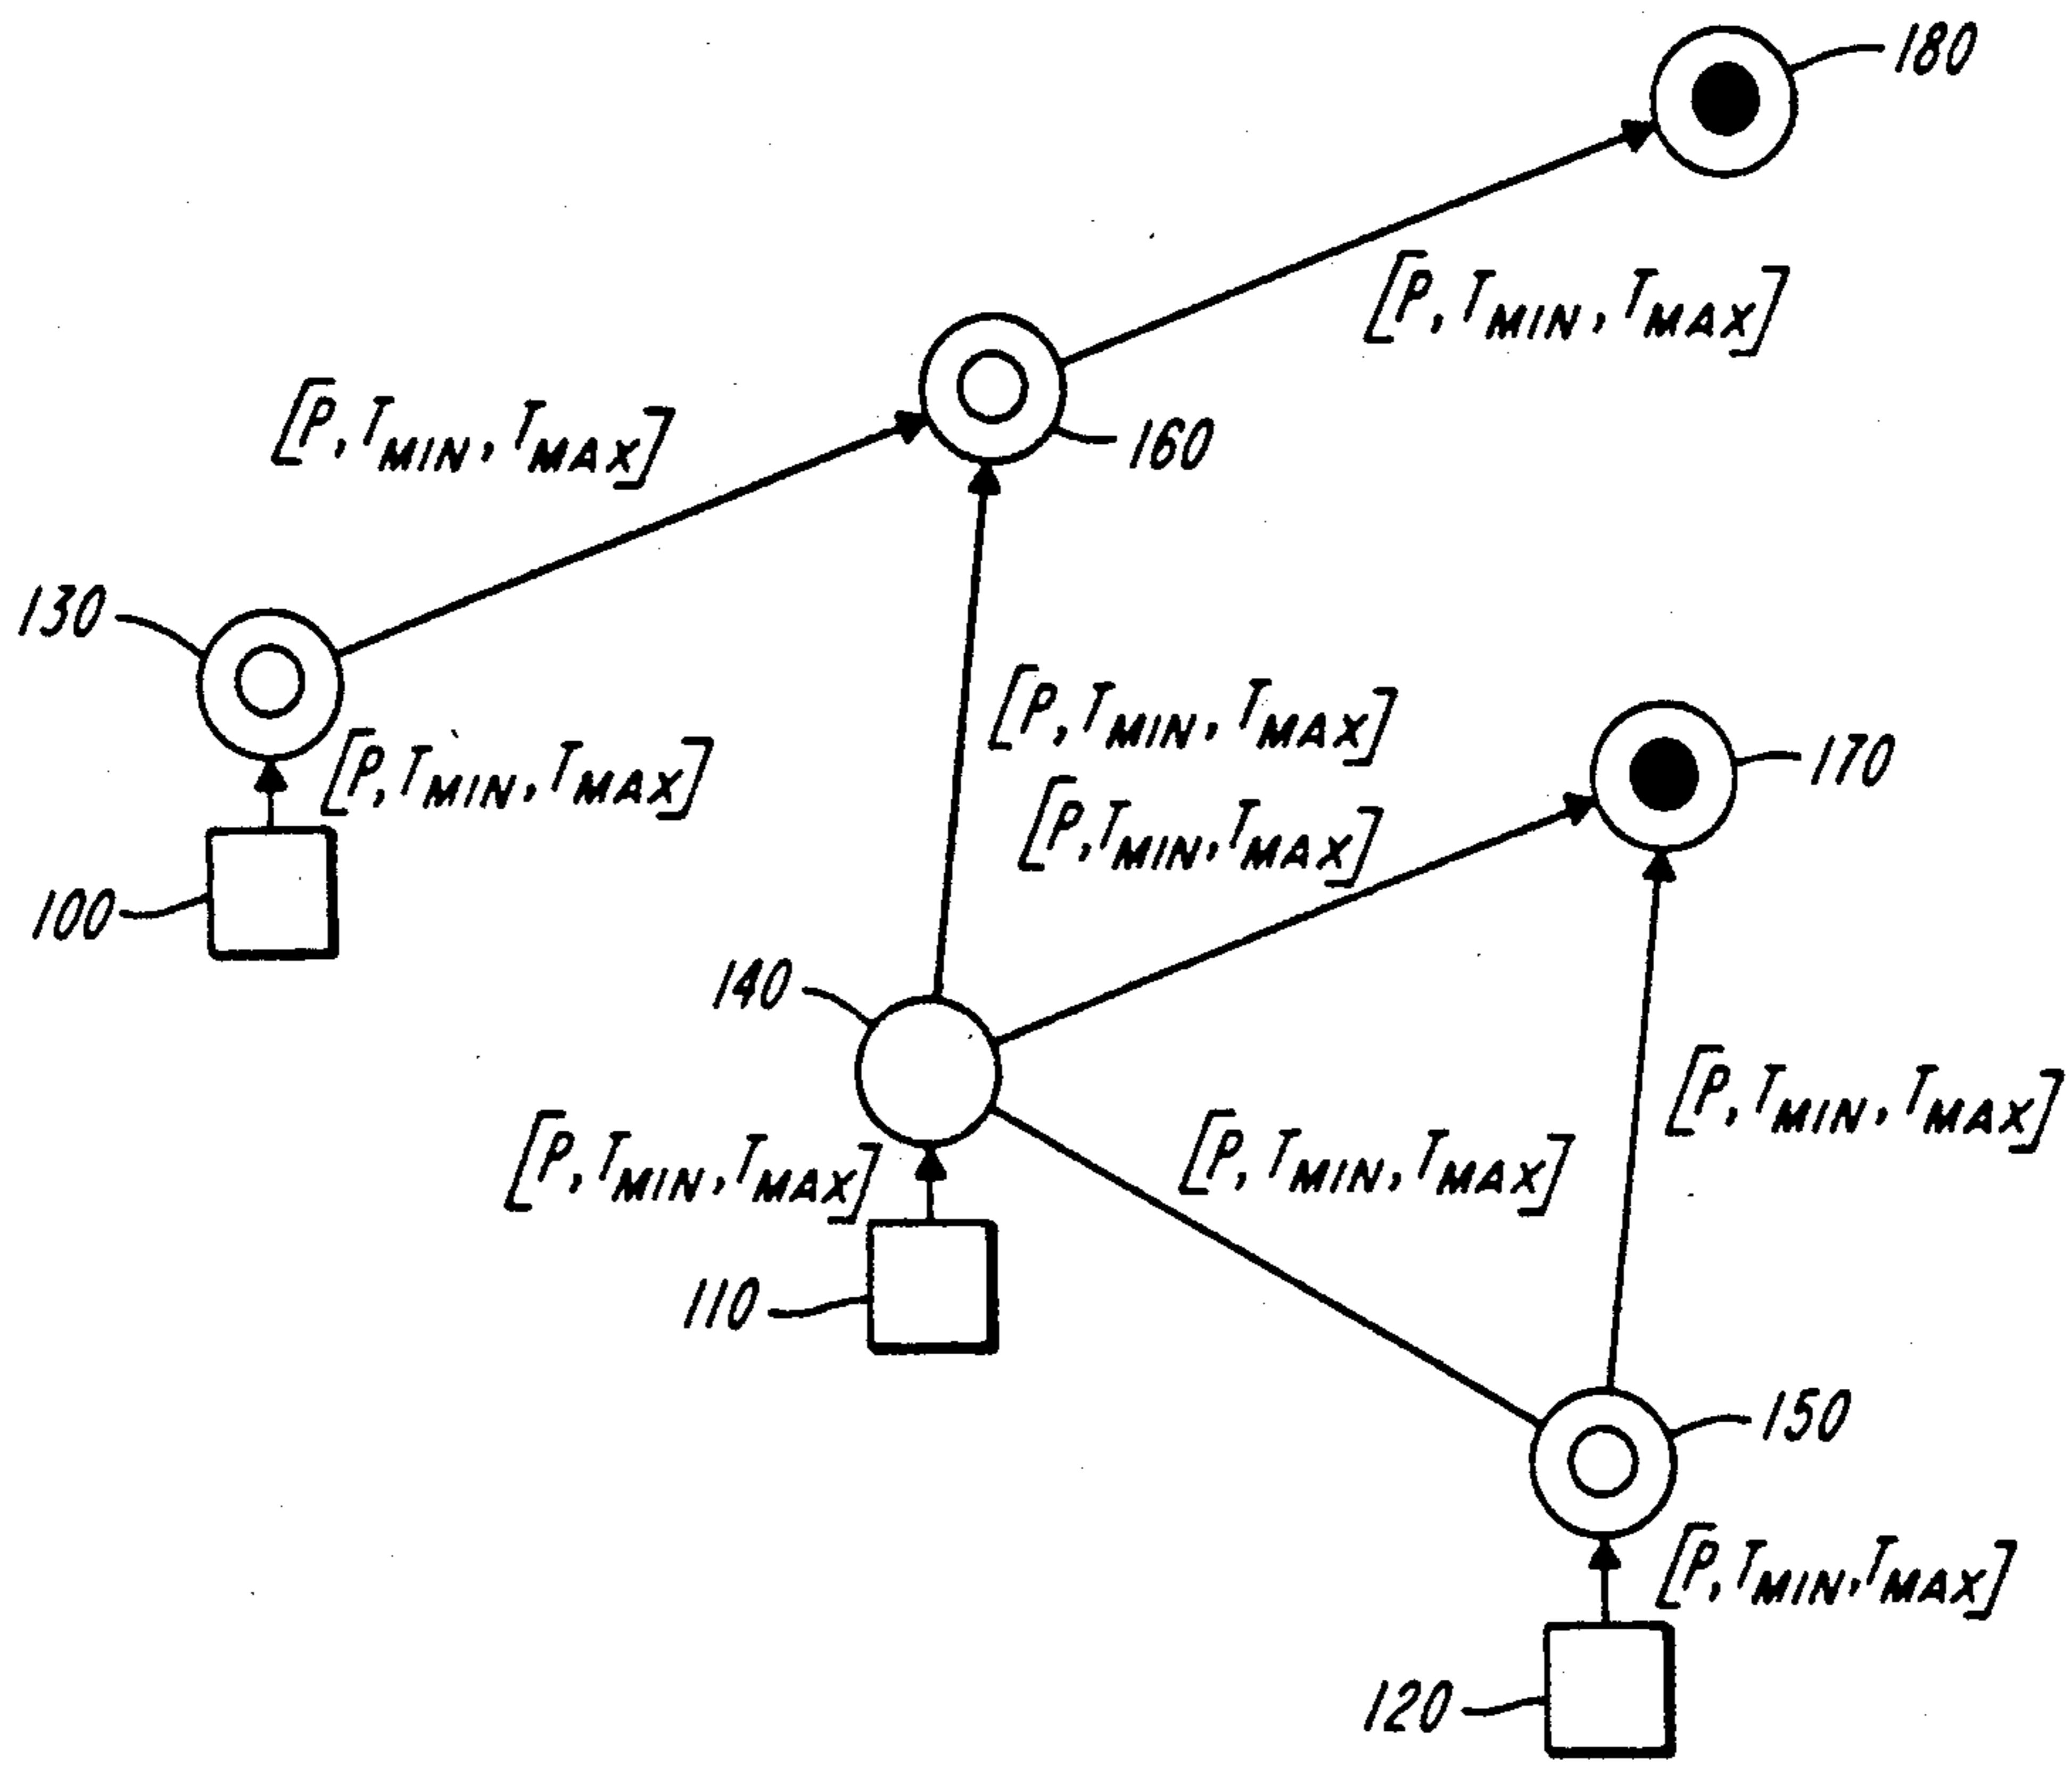 180
[P, TMIN, TMAX]
[P, TMIN, TMAX]
160
130
[P, TMIN, TMAX]
[P, TMIN, TMAX]
170
[P, TMIN, TMAX]
100
140
[P, TMIN, TMAX]
[P, TMIN, TMAX]
[P, TMIN, TMAX]
110
150
[P, TMIN, TMAX]
120